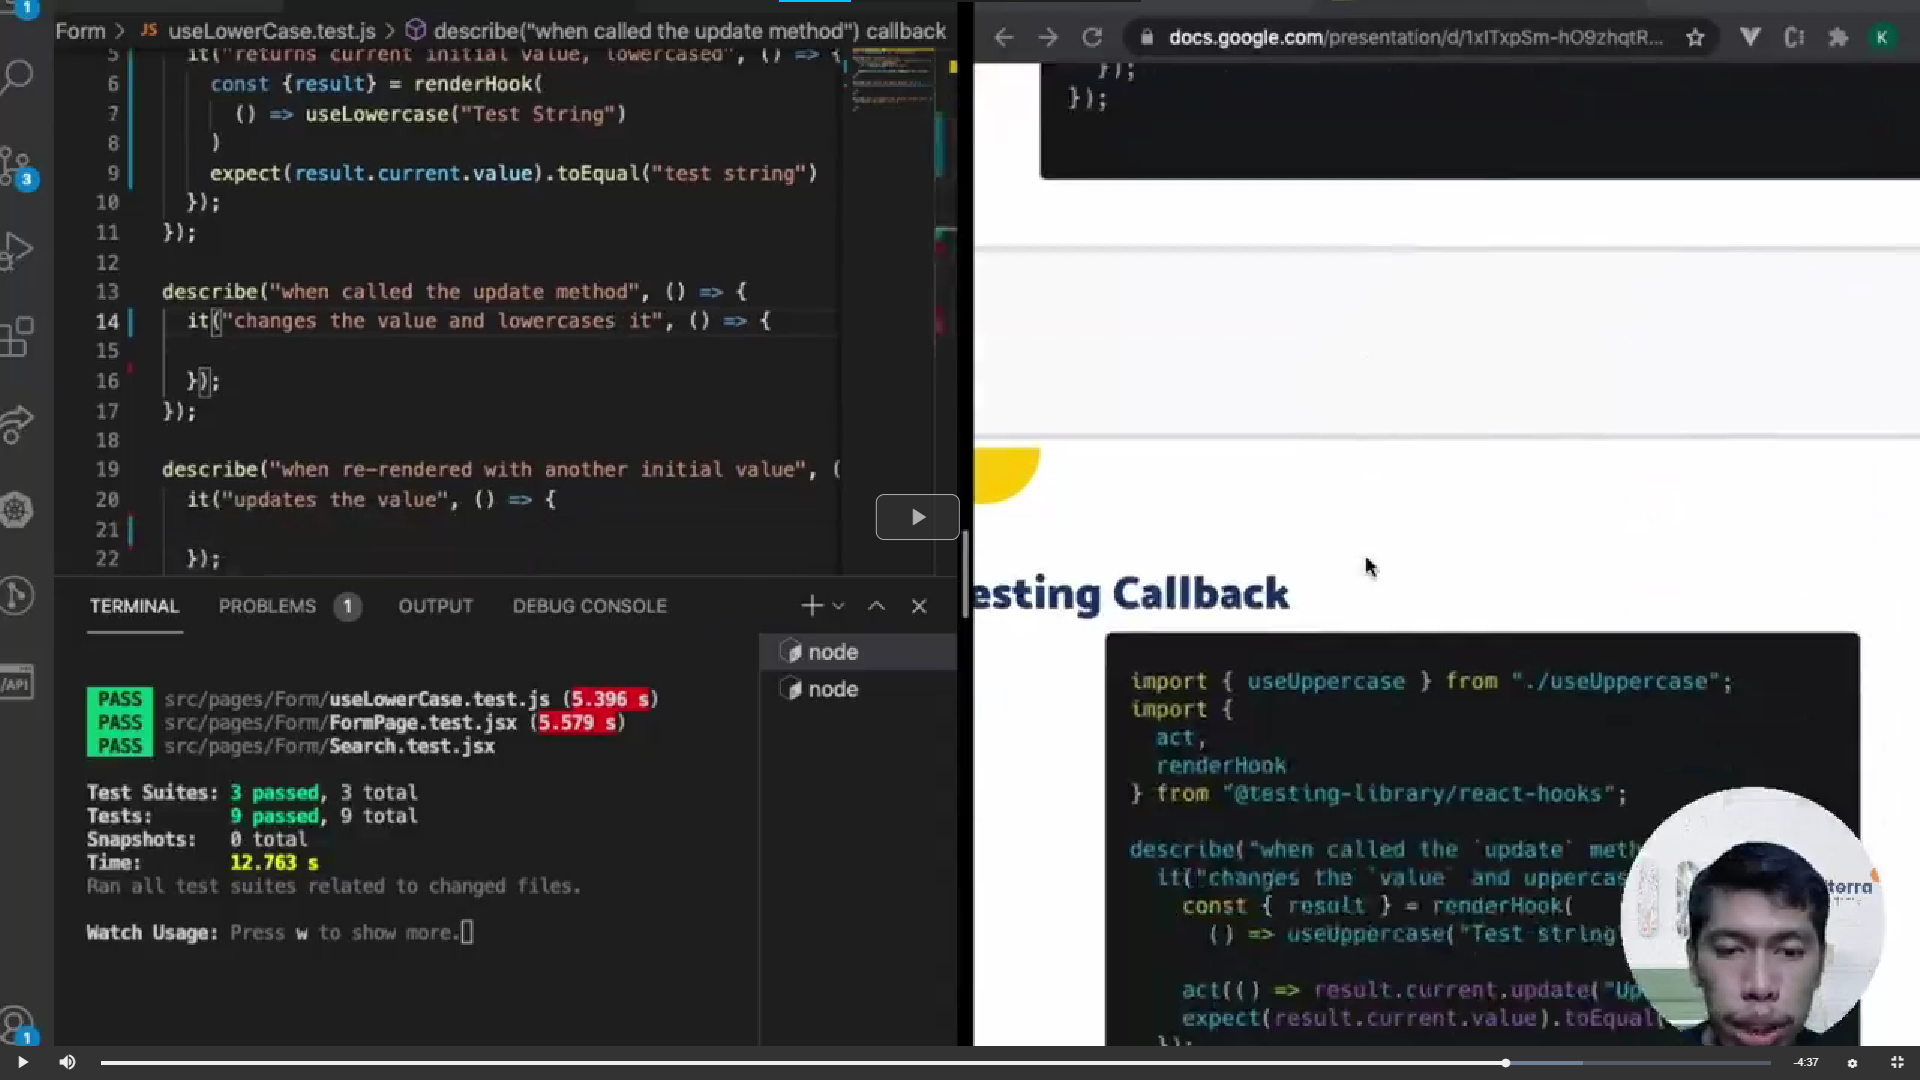 Form > JS useLowerCase.test.js > describe("when called the update method") callback
5 it("returns current initial value, lowercased", () => {
6 const {result} = renderHook(
7 () => useLowercase("Test String")
8 )
9 expect(result.current.value).toEqual("test string")
10 });
11 });
12
13 describe("when called the update method", () => {
14 it("changes the value and lowercases it", () => {
15
16 });
17 });
18
19 describe("when re-rendered with another initial value", (
20 it("updates the value", () => {
21
22 });
1
3
/API
1
TERMINAL PROBLEMS 1 OUTPUT DEBUG CONSOLE
node
node
PASS src/pages/Form/useLowerCase.test.js (5.396 s)
PASS src/pages/Form/FormPage.test.jsx (5.579 s)
PASS src/pages/Form/Search.test.jsx
Test Suites: 3 passed, 3 total
Tests: 9 passed, 9 total
Snapshots: 0 total
Time: 12.763 s
Ran all test suites related to changed files.
Watch Usage: Press w to show more.
docs.google.com/presentation/d/1xITxpSm-hO9zhqtR...
K
});
});
esting Callback
import { useUppercase } from "./useUppercase";
import {
act,
renderHook
} from "@testing-library/react-hooks";
describe("when called the `update` meth
it("changes the `value` and uppercas
const { result } = renderHook(
() => useUppercase("Test string
act(() => result.current.update("Up
expect(result.current.value).toEqual(
});
terra
-4:37